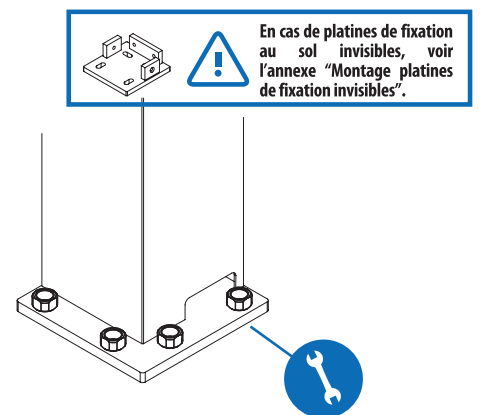 En cas de platines de fixation
au sol invisibles, voir
l’annexe “Montage platines
de fixation invisibles”.